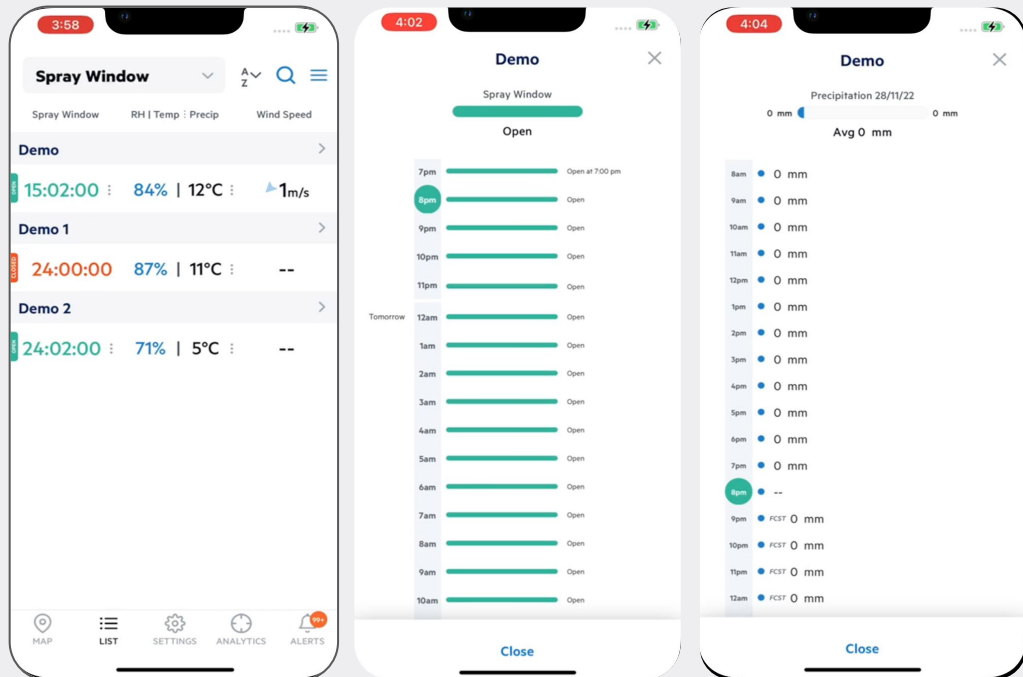 3:58
Spray Window
A
Z
Spray Window RH | Temp Precip Wind Speed
Demo
OPEN 15:02:00 84% | 12°C 1m/s
Demo 1
CLOSED 24:00:00 87% | 11°C --
Demo 2
OPEN 24:02:00 71% | 5°C --
MAP LIST SETTINGS ANALYTICS ALERTS
99+
4:02
Demo
Spray Window
Open
7pm Open at 7:00 pm
8pm Open
9pm Open
10pm Open
11pm Open
Tomorrow 12am Open
1am Open
2am Open
3am Open
4am Open
5am Open
6am Open
7am Open
8am Open
9am Open
10am Open
Close
4:04
Demo
Precipitation 28/11/22
0 mm 0 mm
Avg 0 mm
8am 0 mm
9am 0 mm
10am 0 mm
11am 0 mm
12pm 0 mm
1pm 0 mm
2pm 0 mm
3pm 0 mm
4pm 0 mm
5pm 0 mm
6pm 0 mm
7pm 0 mm
8pm --
9pm FCST 0 mm
10pm FCST 0 mm
11pm FCST 0 mm
12am FCST 0 mm
Close